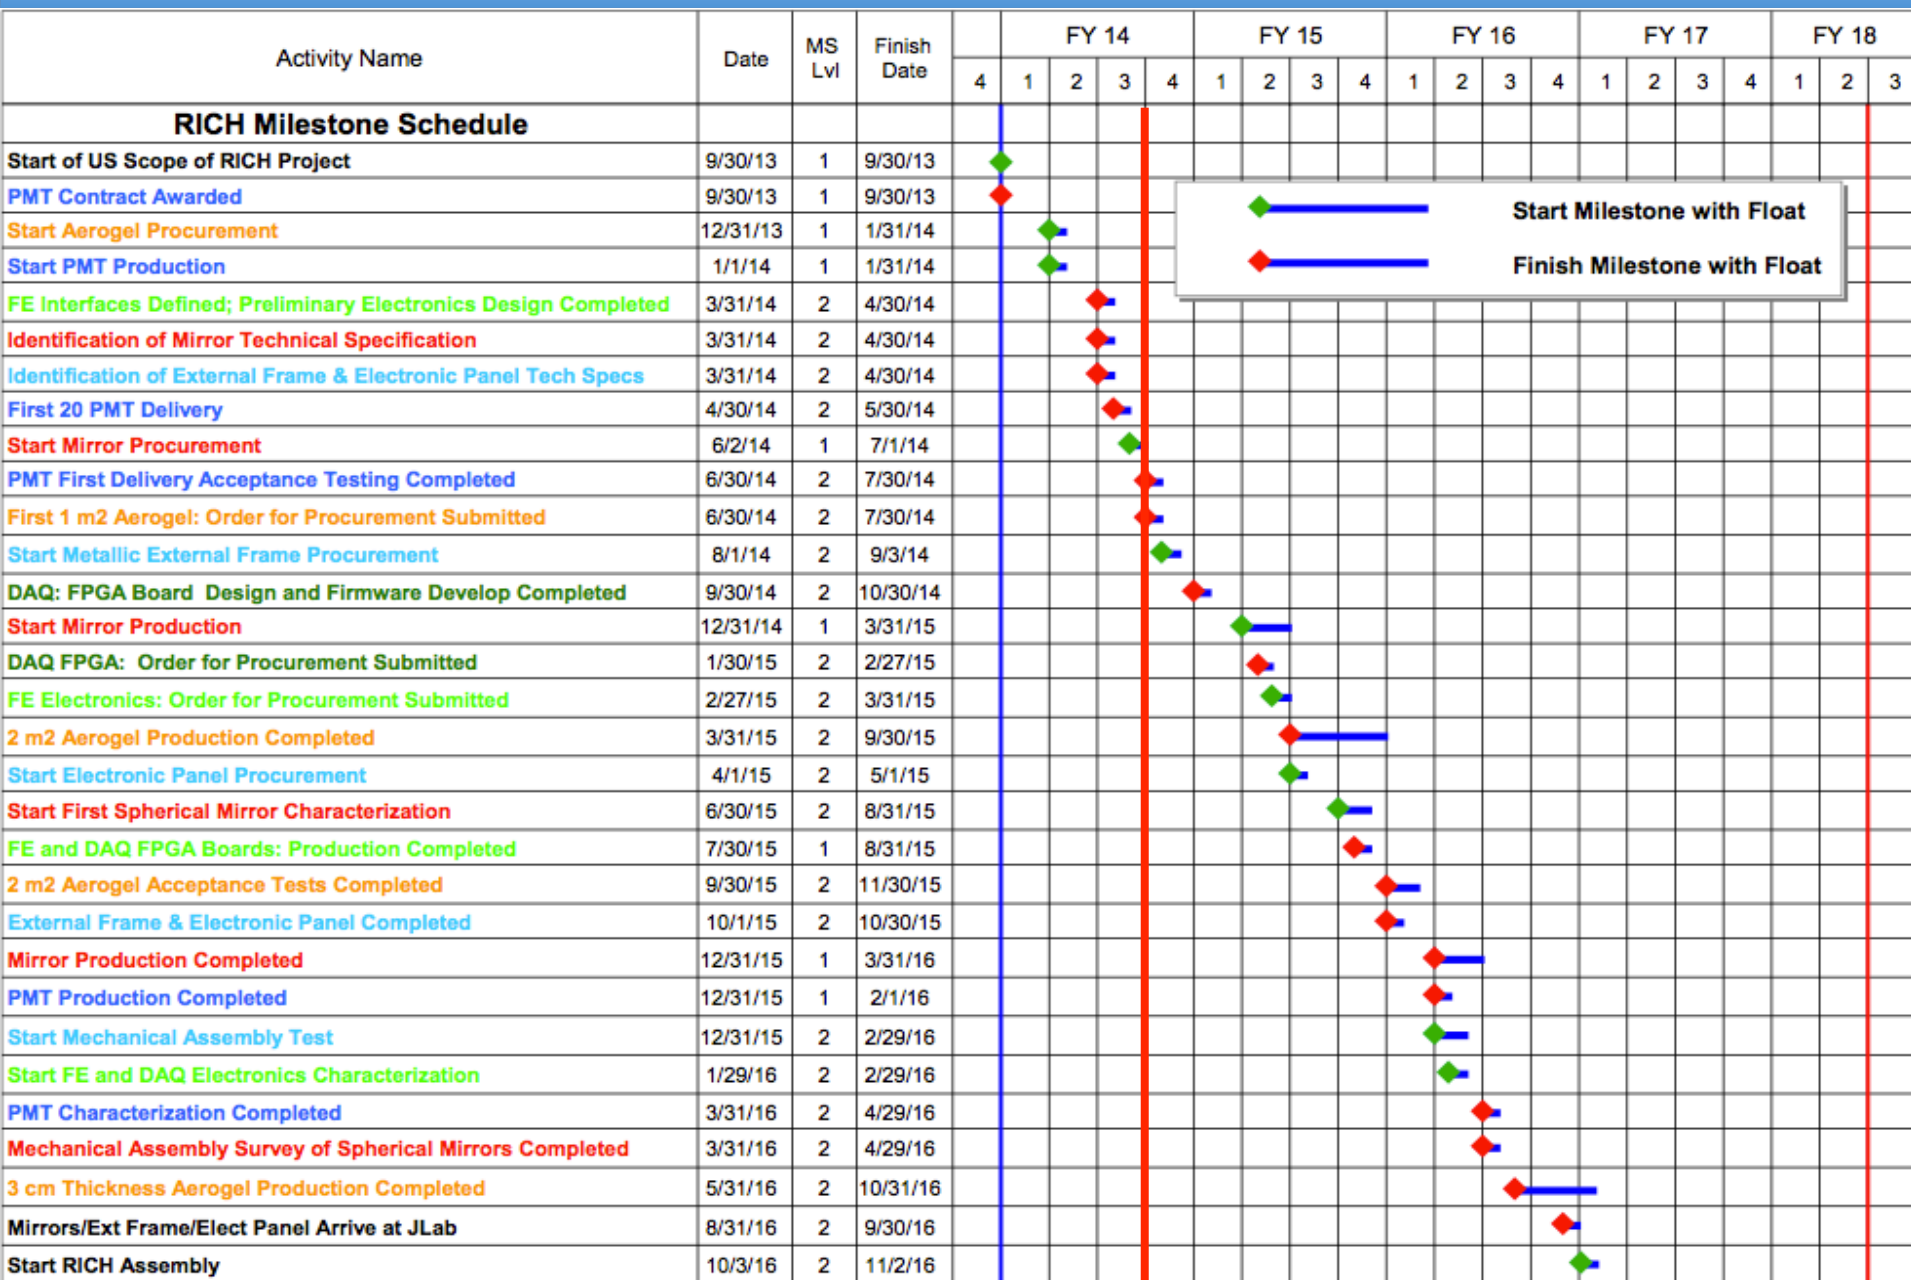 Activity Name Date MS Lvl Finish Date FY 14 FY 15 FY 16 FY 17 FY 18
4 1 2 3 4 1 2 3 4 1 2 3 4 1 2 3 4 1 2 3
RICH Milestone Schedule
Start of US Scope of RICH Project 9/30/13 1 9/30/13
PMT Contract Awarded 9/30/13 1 9/30/13
Start Milestone with Float
Start Aerogel Procurement 12/31/13 1 1/31/14
Start PMT Production 1/1/14 1 1/31/14
Finish Milestone with Float
FE Interfaces Defined; Preliminary Electronics Design Completed 3/31/14 2 4/30/14
Identification of Mirror Technical Specification 3/31/14 2 4/30/14
Identification of External Frame & Electronic Panel Tech Specs 3/31/14 2 4/30/14
First 20 PMT Delivery 4/30/14 2 5/30/14
Start Mirror Procurement 6/2/14 1 7/1/14
PMT First Delivery Acceptance Testing Completed 6/30/14 2 7/30/14
First 1 m2 Aerogel: Order for Procurement Submitted 6/30/14 2 7/30/14
Start Metallic External Frame Procurement 8/1/14 2 9/3/14
DAQ: FPGA Board Design and Firmware Develop Completed 9/30/14 2 10/30/14
Start Mirror Production 12/31/14 1 3/31/15
DAQ FPGA: Order for Procurement Submitted 1/30/15 2 2/27/15
FE Electronics: Order for Procurement Submitted 2/27/15 2 3/31/15
2 m2 Aerogel Production Completed 3/31/15 2 9/30/15
Start Electronic Panel Procurement 4/1/15 2 5/1/15
Start First Spherical Mirror Characterization 6/30/15 2 8/31/15
FE and DAQ FPGA Boards: Production Completed 7/30/15 1 8/31/15
2 m2 Aerogel Acceptance Tests Completed 9/30/15 2 11/30/15
External Frame & Electronic Panel Completed 10/1/15 2 10/30/15
Mirror Production Completed 12/31/15 1 3/31/16
PMT Production Completed 12/31/15 1 2/1/16
Start Mechanical Assembly Test 12/31/15 2 2/29/16
Start FE and DAQ Electronics Characterization 1/29/16 2 2/29/16
PMT Characterization Completed 3/31/16 2 4/29/16
Mechanical Assembly Survey of Spherical Mirrors Completed 3/31/16 2 4/29/16
3 cm Thickness Aerogel Production Completed 5/31/16 2 10/31/16
Mirrors/Ext Frame/Elect Panel Arrive at JLab 8/31/16 2 9/30/16
Start RICH Assembly 10/3/16 2 11/2/16